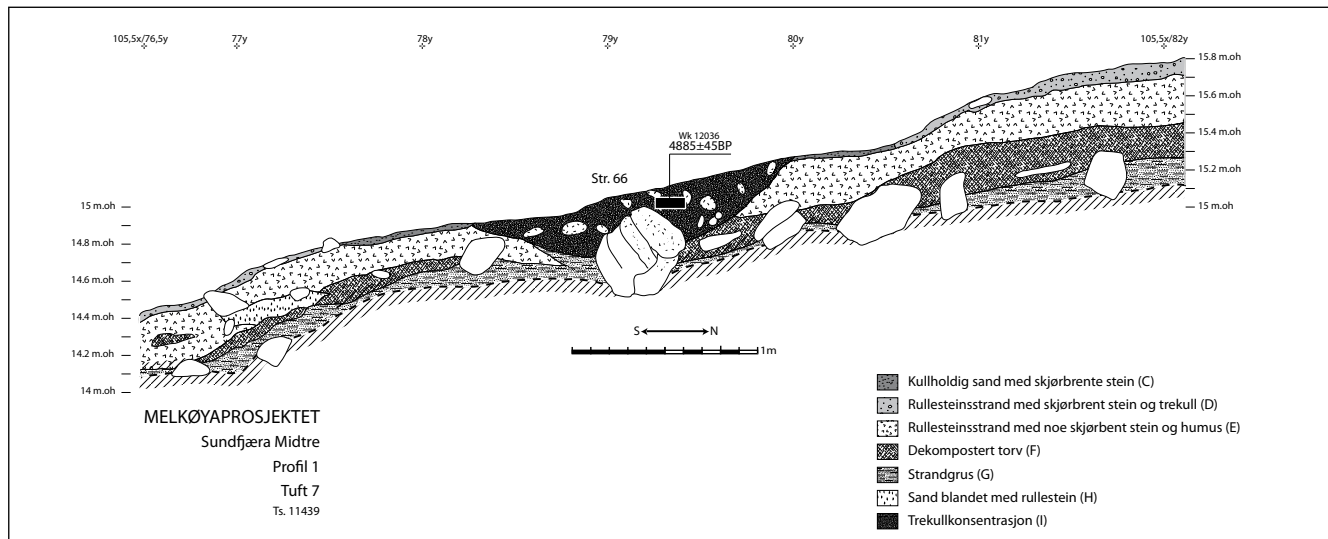 105,5x/76,5y 77y 78y 79y 80y 81y 105,5x/82y
15.8 m.oh
15.6 m.oh
15.4 m.oh
15.2 m.oh
15 m.oh
Wk 12036
4885±45BP
Str. 66
15 m.oh
14.8 m.oh
14.6 m.oh
14.4 m.oh
14.2 m.oh
14 m.oh
S N
1m
MELKØYAPROSJEKTET
Sundfjæra Midtre
Profil 1
Tuft 7
Ts. 11439
Kullholdig sand med skjørbrente stein (C)
Rullesteinsstrand med skjørbrent stein og trekull (D)
Rullesteinsstrand med noe skjørbent stein og humus (E)
Dekompostert torv (F)
Strandgrus (G)
Sand blandet med rullestein (H)
Trekullkonsentrasjon (I)